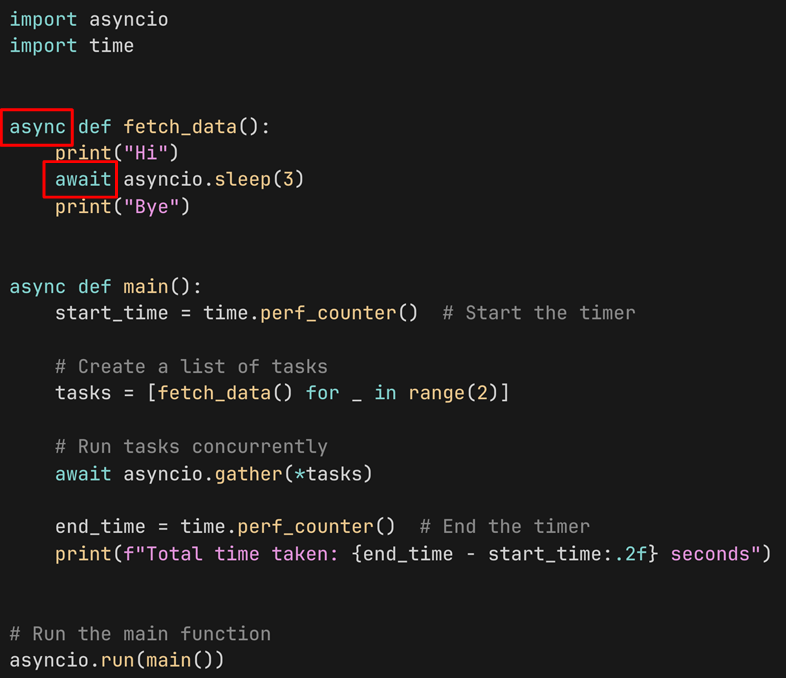 import asyncio
import time
async def fetch_data():
    print("Hi")
    await asyncio.sleep(3)
    print("Bye")
async def main():
    start_time = time.perf_counter()  # Start the timer
    # Create a list of tasks
    tasks = [fetch_data() for _ in range(2)]
    # Run tasks concurrently
    await asyncio.gather(*tasks)
    end_time = time.perf_counter()  # End the timer
    print(f"Total time taken: {end_time - start_time:.2f} seconds")
# Run the main function
asyncio.run(main())